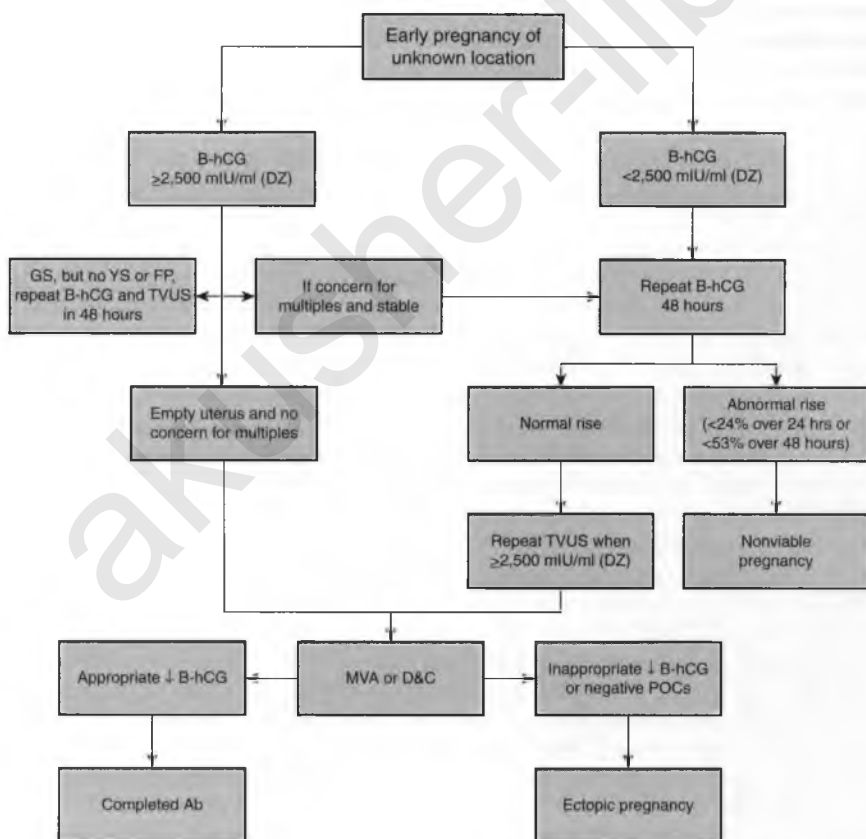 Early pregnancy of
unknown location
B-hCG
≥2,500 mIU/ml (DZ)
B-hCG
<2,500 mIU/ml (DZ)
GS, but no YS or FP,
repeat B-hCG and TVUS
in 48 hours
If concern for
multiples and stable
Repeat B-hCG
48 hours
Empty uterus and no
concern for multiples
Normal rise
Abnormal rise
(<24% over 24 hrs or
<53% over 48 hours)
Repeat TVUS when
≥2,500 mIU/ml (DZ)
Nonviable
pregnancy
Appropriate ↓ B-hCG
MVA or D&C
Inappropriate ↓ B-hCG
or negative POCs
Completed Ab
Ectopic pregnancy
akusher-lib